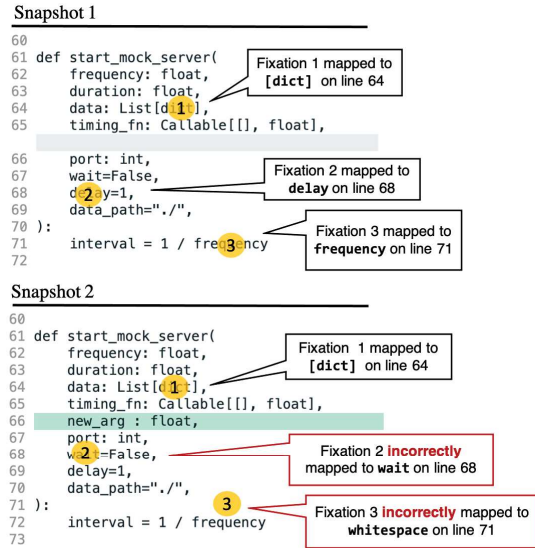 Snapshot 1
60
61 def start_mock_server(
62 frequency: float,
63 duration: float,
64 data: List[dict],
65 timing_fn: Callable[[], float],
66 port: int,
67 wait=False,
68 delay=1,
69 data_path="./",
70 ):
71 interval = 1 / frequency
72
1
2
3
Fixation 1 mapped to
[dict] on line 64
Fixation 2 mapped to
delay on line 68
Fixation 3 mapped to
frequency on line 71
Snapshot 2
60
61 def start_mock_server(
62 frequency: float,
63 duration: float,
64 data: List[dict],
65 timing_fn: Callable[[], float],
66 new_arg : float,
67 port: int,
68 wait=False,
69 delay=1,
70 data_path="./",
71 ):
72 interval = 1 / frequency
73
1
2
3
Fixation 1 mapped to
[dict] on line 64
Fixation 2 incorrectly
mapped to wait on line 68
Fixation 3 incorrectly mapped to
whitespace on line 71